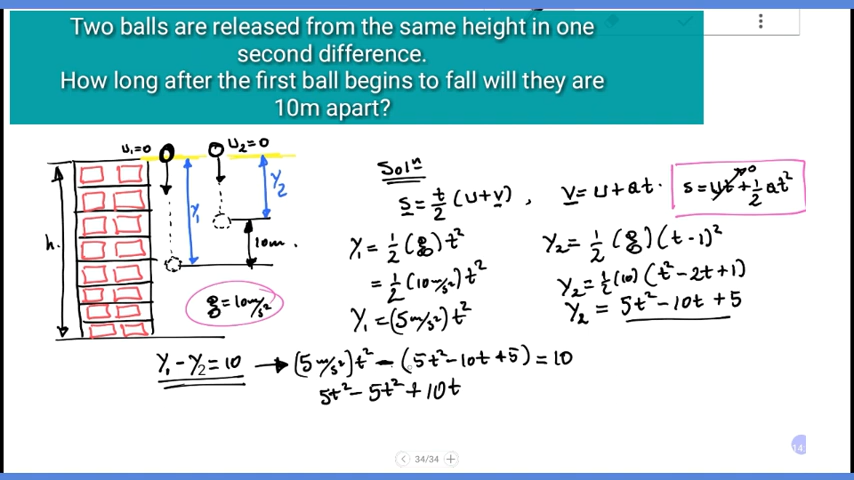 Two balls are released from the same height in one
second difference.
How long after the first ball begins to fall will they are
10m apart?
u₁=0
u₂=0
y₁
y₂
10m.
h.
g = 10m/s²
Solⁿ
s = t/2 (u+v) , v = u + at. s = ut→0 + 1/2 at²
y₁ = 1/2 (g) t²
= 1/2 (10m/s²) t²
y₁ = (5m/s²) t²
y₂ = 1/2 (g) (t-1)²
y₂ = 1/2 (10) (t² - 2t + 1)
y₂ = 5t² - 10t + 5
y₁ - y₂ = 10 → (5m/s²) t² - (5t² - 10t + 5) = 10
5t² - 5t² + 10t
34/34